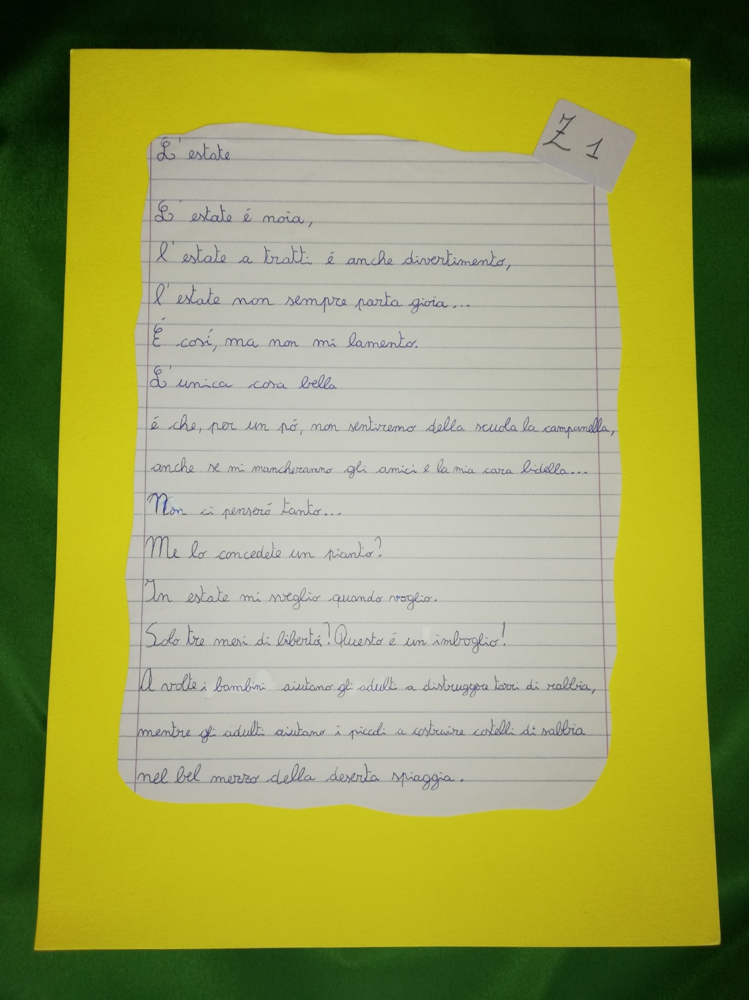 Z 1
L'estate
L'estate é noia,
l'estate a tratti é anche divertimento,
l'estate non sempre porta gioia...
É cosí, ma non mi lamento.
L'unica cosa bella
é che, per un pó, non sentiremo della scuola la campanella,
anche se mi mancheranno gli amici e la mia cara bidella...
Non ci penseró tanto...
Me lo concedete un pianto?
In estate mi sveglio quando voglio.
Solo tre mesi di libertá? Questo é un imboglio!
A volte i bambini aiutano gli adulti a distruggere torri di rabbia,
mentre gli adulti aiutano i piccoli a costruire castelli di sabbia
nel bel mezzo della deserta spiaggia.